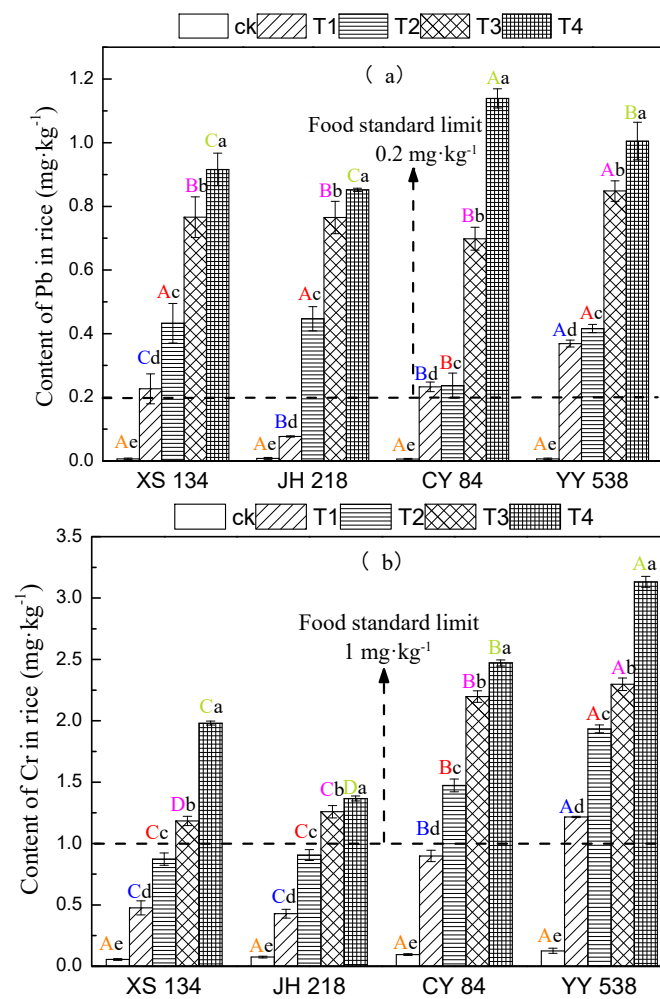 ck T1 T2 T3 T4
( a)
Food standard limit
0.2 mg·kg-1
Content of Pb in rice (mg·kg-1)
1.2
1.0
0.8
0.6
0.4
0.2
0.0
Ae Cd Ac Bb Ca
Ae Bd Ac Bb Ca
Ae Bd Bc Bb Aa
Ae Ad Ac Ab Ba
XS 134 JH 218 CY 84 YY 538
ck T1 T2 T3 T4
( b)
Food standard limit
1 mg·kg-1
Content of Cr in rice (mg·kg-1)
3.5
3.0
2.5
2.0
1.5
1.0
0.5
0.0
Ae Cd Cc Db Ca
Ae Cd Cc Cb Da
Ae Bd Bc Bb Ba
Ae Ad Ac Ab Aa
XS 134 JH 218 CY 84 YY 538